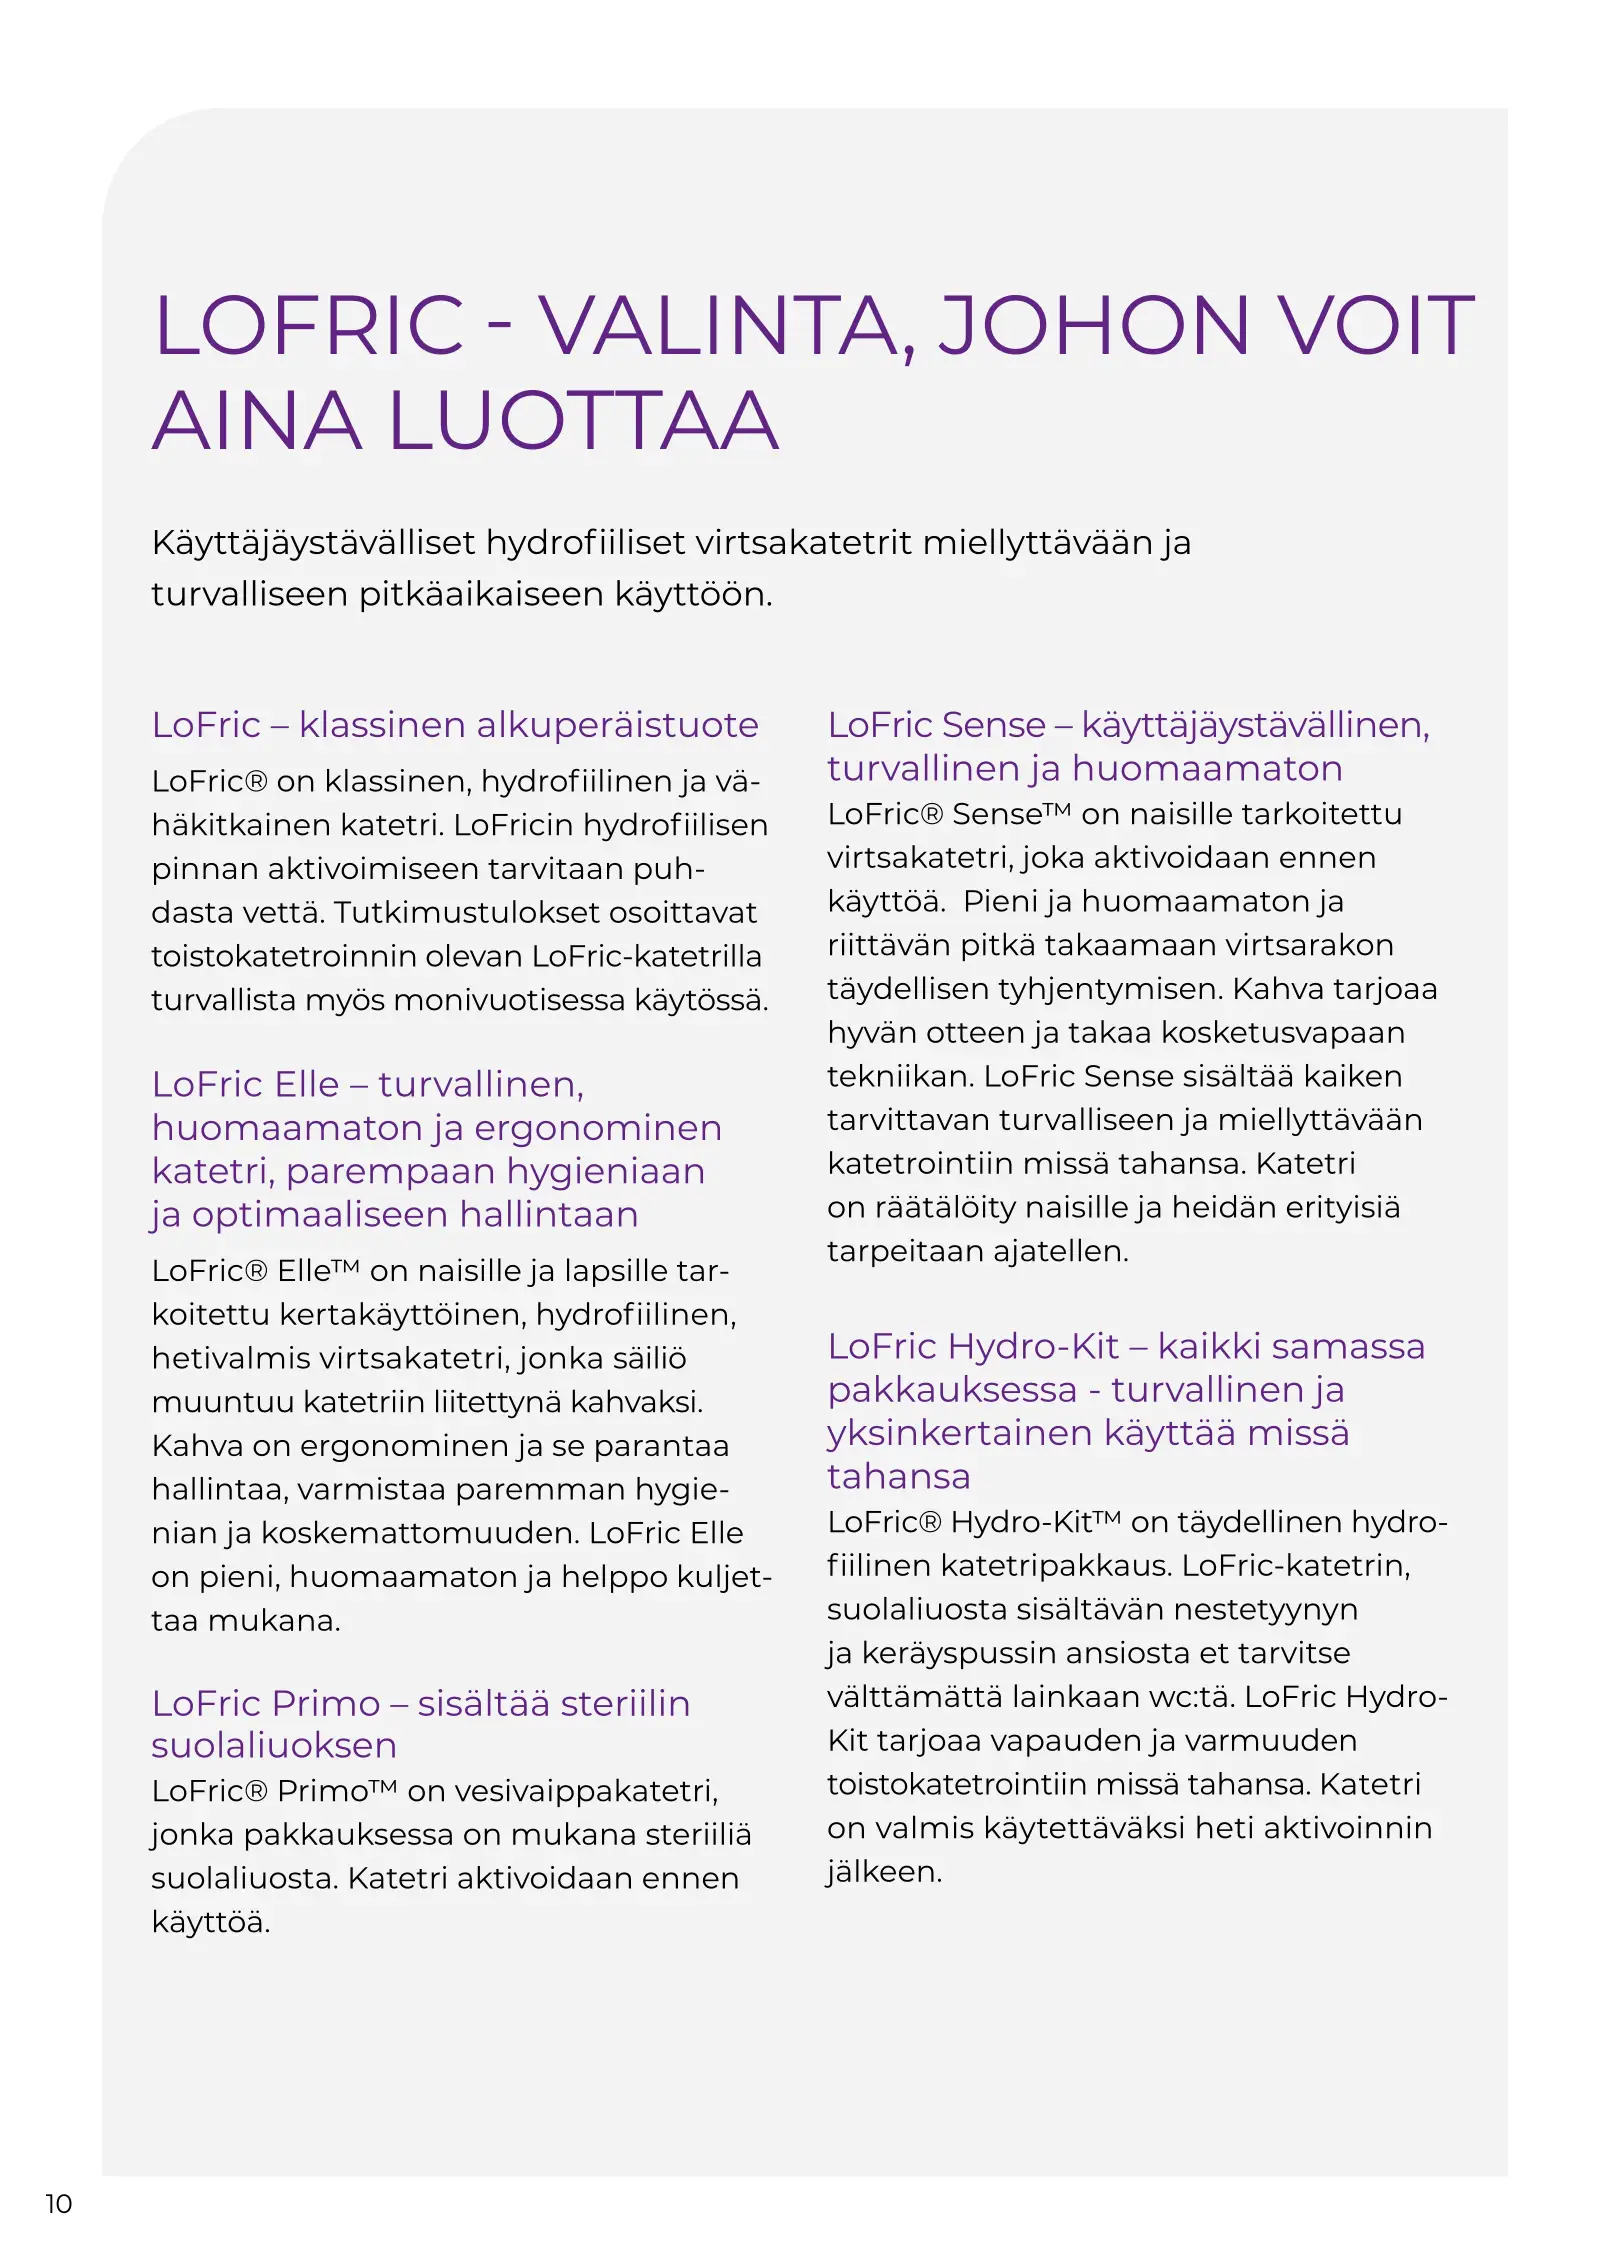 LOFRIC - VALINTA, JOHON VOIT
AINA LUOTTAA
Käyttäjäystävälliset hydrofiiliset virtsakatetrit miellyttävään ja
turvalliseen pitkäaikaiseen käyttöön.
LoFric – klassinen alkuperäistuote
LoFric® on klassinen, hydrofiilinen ja vä-
häkitkainen katetri. LoFricin hydrofiilisen
pinnan aktivoimiseen tarvitaan puh-
dasta vettä. Tutkimustulokset osoittavat
toistokatetroinnin olevan LoFric-katetrilla
turvallista myös monivuotisessa käytössä.
LoFric Elle – turvallinen,
huomaamaton ja ergonominen
katetri, parempaan hygieniaan
ja optimaaliseen hallintaan
LoFric® Elle™ on naisille ja lapsille tar-
koitettu kertakäyttöinen, hydrofiilinen,
hetivalmis virtsakatetri, jonka säiliö
muuntuu katetriin liitettynä kahvaksi.
Kahva on ergonominen ja se parantaa
hallintaa, varmistaa paremman hygie-
nian ja koskemattomuuden. LoFric Elle
on pieni, huomaamaton ja helppo kuljet-
taa mukana.
LoFric Primo – sisältää steriilin
suolaliuoksen
LoFric® Primo™ on vesivaippakatetri,
jonka pakkauksessa on mukana steriiliä
suolaliuosta. Katetri aktivoidaan ennen
käyttöä.
LoFric Sense – käyttäjäystävällinen,
turvallinen ja huomaamaton
LoFric® Sense™ on naisille tarkoitettu
virtsakatetri, joka aktivoidaan ennen
käyttöä.  Pieni ja huomaamaton ja
riittävän pitkä takaamaan virtsarakon
täydellisen tyhjentymisen. Kahva tarjoaa
hyvän otteen ja takaa kosketusvapaan
tekniikan. LoFric Sense sisältää kaiken
tarvittavan turvalliseen ja miellyttävään
katetrointiin missä tahansa. Katetri
on räätälöity naisille ja heidän erityisiä
tarpeitaan ajatellen.
LoFric Hydro-Kit – kaikki samassa
pakkauksessa - turvallinen ja
yksinkertainen käyttää missä
tahansa
LoFric® Hydro-Kit™ on täydellinen hydro-
fiilinen katetripakkaus. LoFric-katetrin,
suolaliuosta sisältävän nestetyynyn
ja keräyspussin ansiosta et tarvitse
välttämättä lainkaan wc:tä. LoFric Hydro-
Kit tarjoaa vapauden ja varmuuden
toistokatetrointiin missä tahansa. Katetri
on valmis käytettäväksi heti aktivoinnin
jälkeen.
10